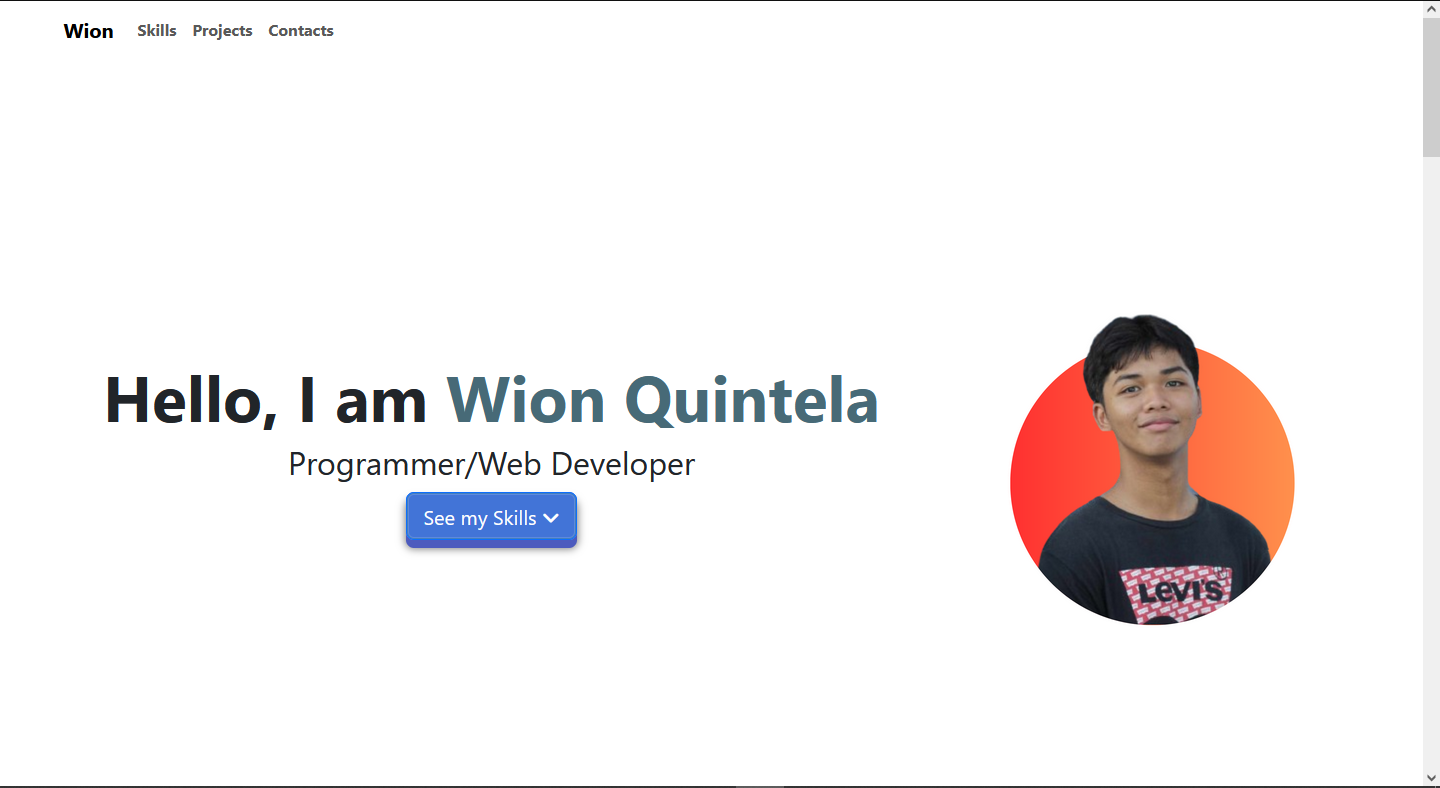 Wion Skills Projects Contacts
Hello, I am Wion Quintela
Programmer/Web Developer
See my Skills
LEVI'S